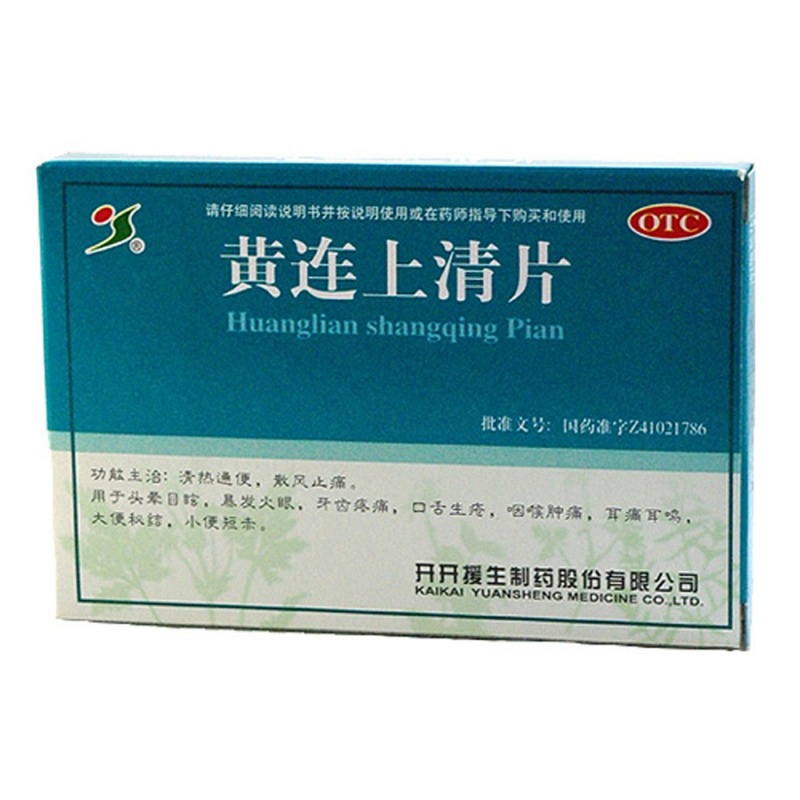 请仔细阅读说明书并按说明使用或在药师指导下购买和使用
OTC
黄连上清片
Huanglian shangqing Pian
批准文号：国药准字Z41021786
功能主治：清热通便，散风止痛。
用于头晕目眩，暴发火眼，牙齿疼痛，口舌生疮，咽喉肿痛，耳痛耳鸣，
大便秘结，小便短赤。
开开援生制药股份有限公司
KAIKAI YUANSHENG MEDICINE CO.,LTD.